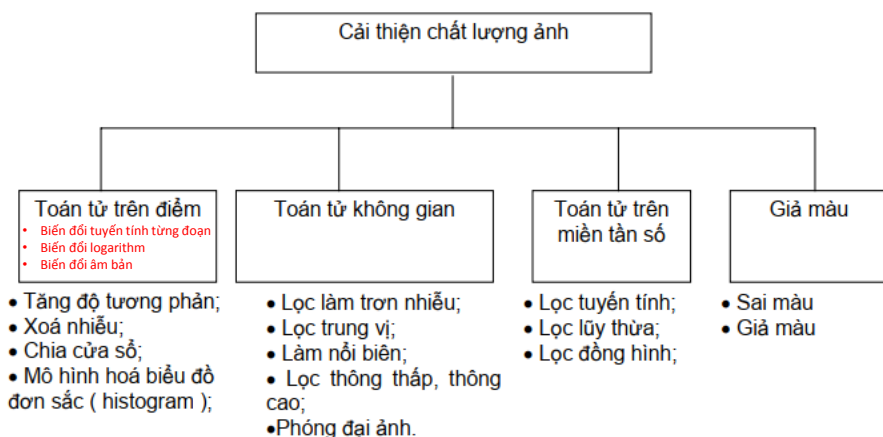 Cải thiện chất lượng ảnh
Toán tử trên điểm
• Biến đổi tuyến tính từng đoạn
• Biến đổi logarithm
• Biến đổi âm bản
• Tăng độ tương phản;
• Xoá nhiễu;
• Chia cửa sổ;
• Mô hình hoá biểu đồ
đơn sắc ( histogram );
Toán tử không gian
• Lọc làm trơn nhiễu;
• Lọc trung vị;
• Làm nổi biên;
• Lọc thông thấp, thông
cao;
•Phóng đại ảnh.
Toán tử trên
miền tần số
• Lọc tuyến tính;
• Lọc lũy thừa;
• Lọc đồng hình;
Giả màu
• Sai màu
• Giả màu